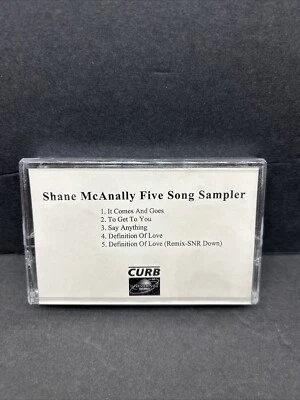 Shane McAnally Five Song Sampler
1. It Comes And Goes
2. To Get To You
3. Say Anything
4. Definition Of Love
5. Definition Of Love (Remix-SNR Down)
CURB